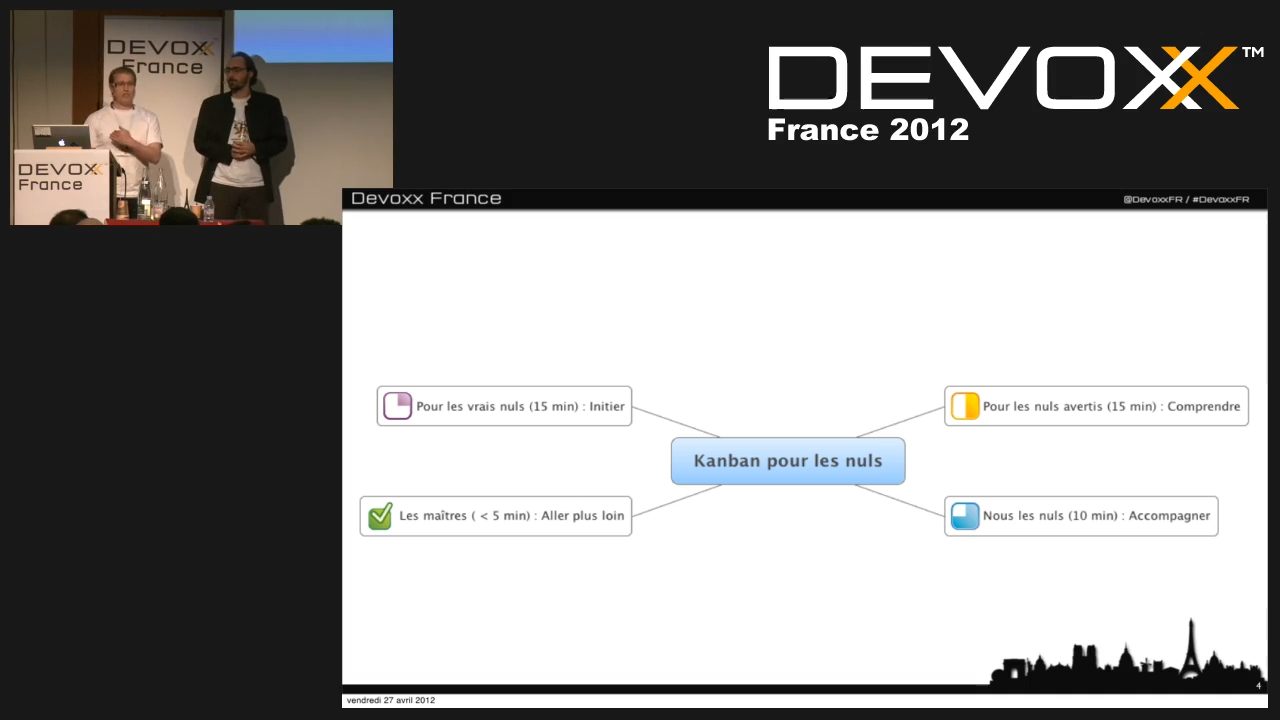 DEVOXX
France
DEVOXX
France
DEVOXX™
France 2012
Devoxx France
@DevoxxFR / #DevoxxFR
Pour les vrais nuls (15 min) : Initier
Pour les nuls avertis (15 min) : Comprendre
Kanban pour les nuls
Les maîtres ( < 5 min) : Aller plus loin
Nous les nuls (10 min) : Accompagner
4
vendredi 27 avril 2012